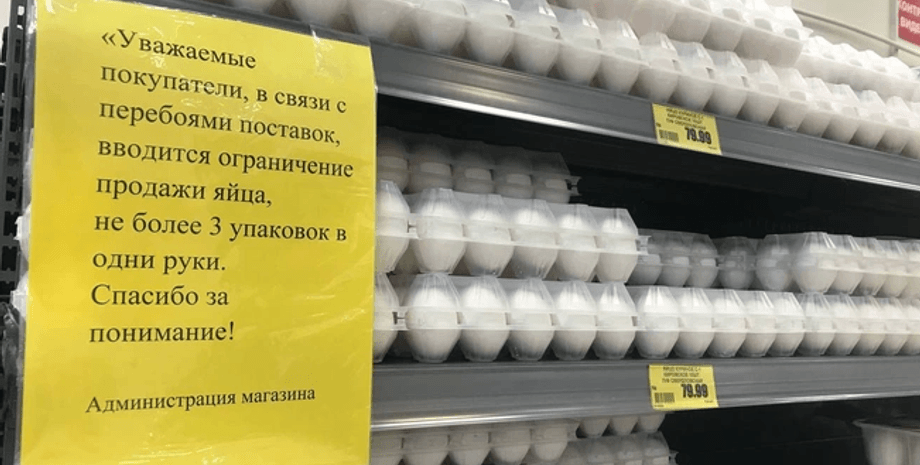 «Уважаемые
покупатели, в связи с
перебоями поставок,
вводится ограничение
продажи яйца,
не более 3 упаковок в
одни руки.
Спасибо за
понимание!
Администрация магазина
79.99
79.99